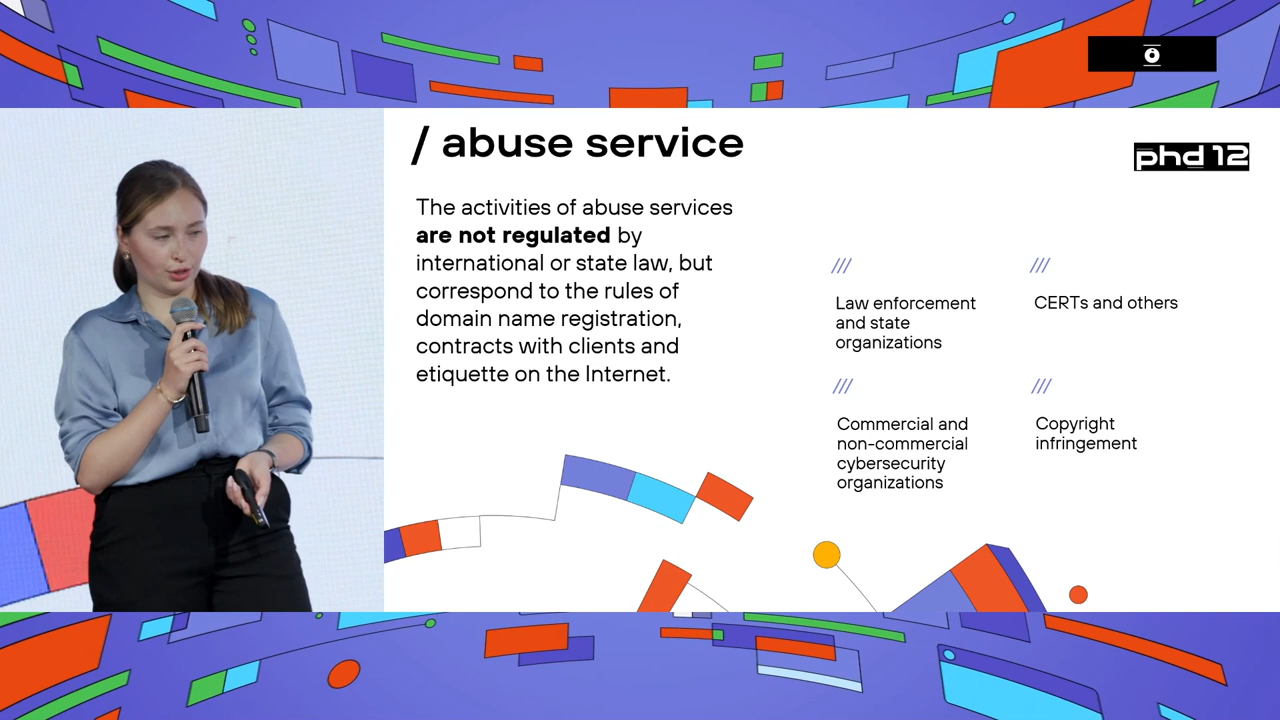 / abuse service
phd 12
The activities of abuse services
are not regulated by
international or state law, but
correspond to the rules of
domain name registration,
contracts with clients and
etiquette on the Internet.
///
Law enforcement
and state
organizations
///
CERTs and others
///
Commercial and
non-commercial
cybersecurity
organizations
///
Copyright
infringement